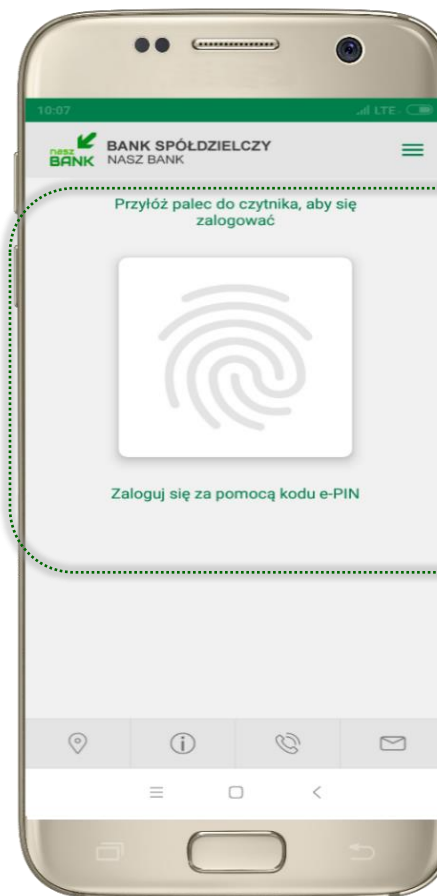 10:07
LTE
nasz
BANK
BANK SPÓŁDZIELCZY
NASZ BANK
Przyłóż palec do czytnika, aby się
zalogować
Zaloguj się za pomocą kodu e-PIN